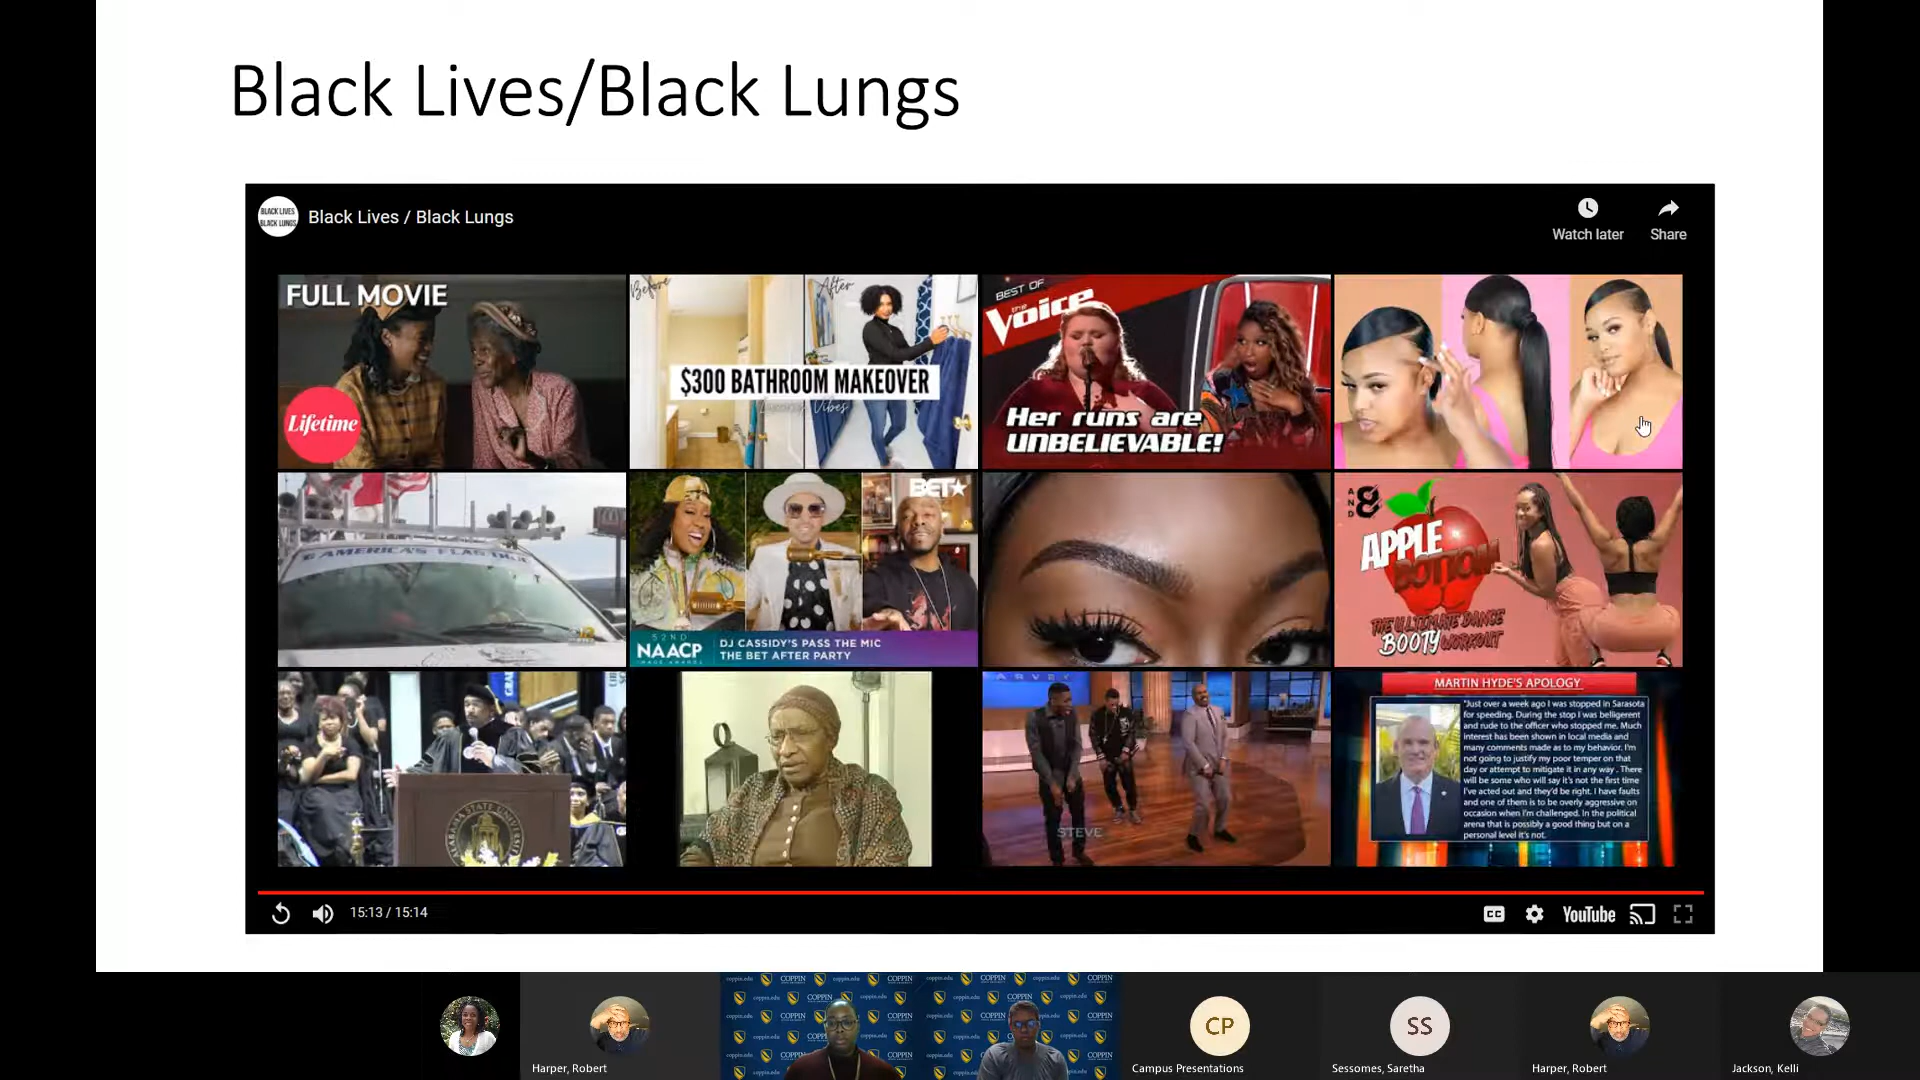 Black Lives/Black Lungs
BLACK LIVES
BLACK LUNGS
Black Lives / Black Lungs
Watch later
Share
FULL MOVIE
Lifetime
Before
After
$300 BATHROOM MAKEOVER
BEST OF
the
Voice
Her runs are
UNBELIEVABLE!
AMERICA'S
BET
52ND
NAACP
IMAGE AWARDS
DJ CASSIDY'S PASS THE MIC
THE BET AFTER PARTY
AND
8
APPLE
BOTTOM
THE ULTIMATE DANCE
BOOTY WORKOUT
STATE UNIVERSITY
STEVE
MARTIN HYDE'S APOLOGY
"Just over a week ago I was stopped in Sarasota
for speeding. During the stop I was belligerent
and rude to the officer who stopped me. Much
interest has been shown in local media and
many comments made as to my behavior. I'm
not going to justify my poor temper on that
day or attempt to mitigate it in any way . There
will be some who will say it's not the first time
I've acted out and they'd be right. I have faults
and one of them is to be overly aggressive on
occasion when I'm challenged. In the political
arena that is possibly a good thing but on a
personal level it's not.
15:13 / 15:14
CC
YouTube
Harper, Robert
COPPIN
coppin.edu
CP
Campus Presentations
SS
Sessomes, Saretha
Harper, Robert
Jackson, Kelli